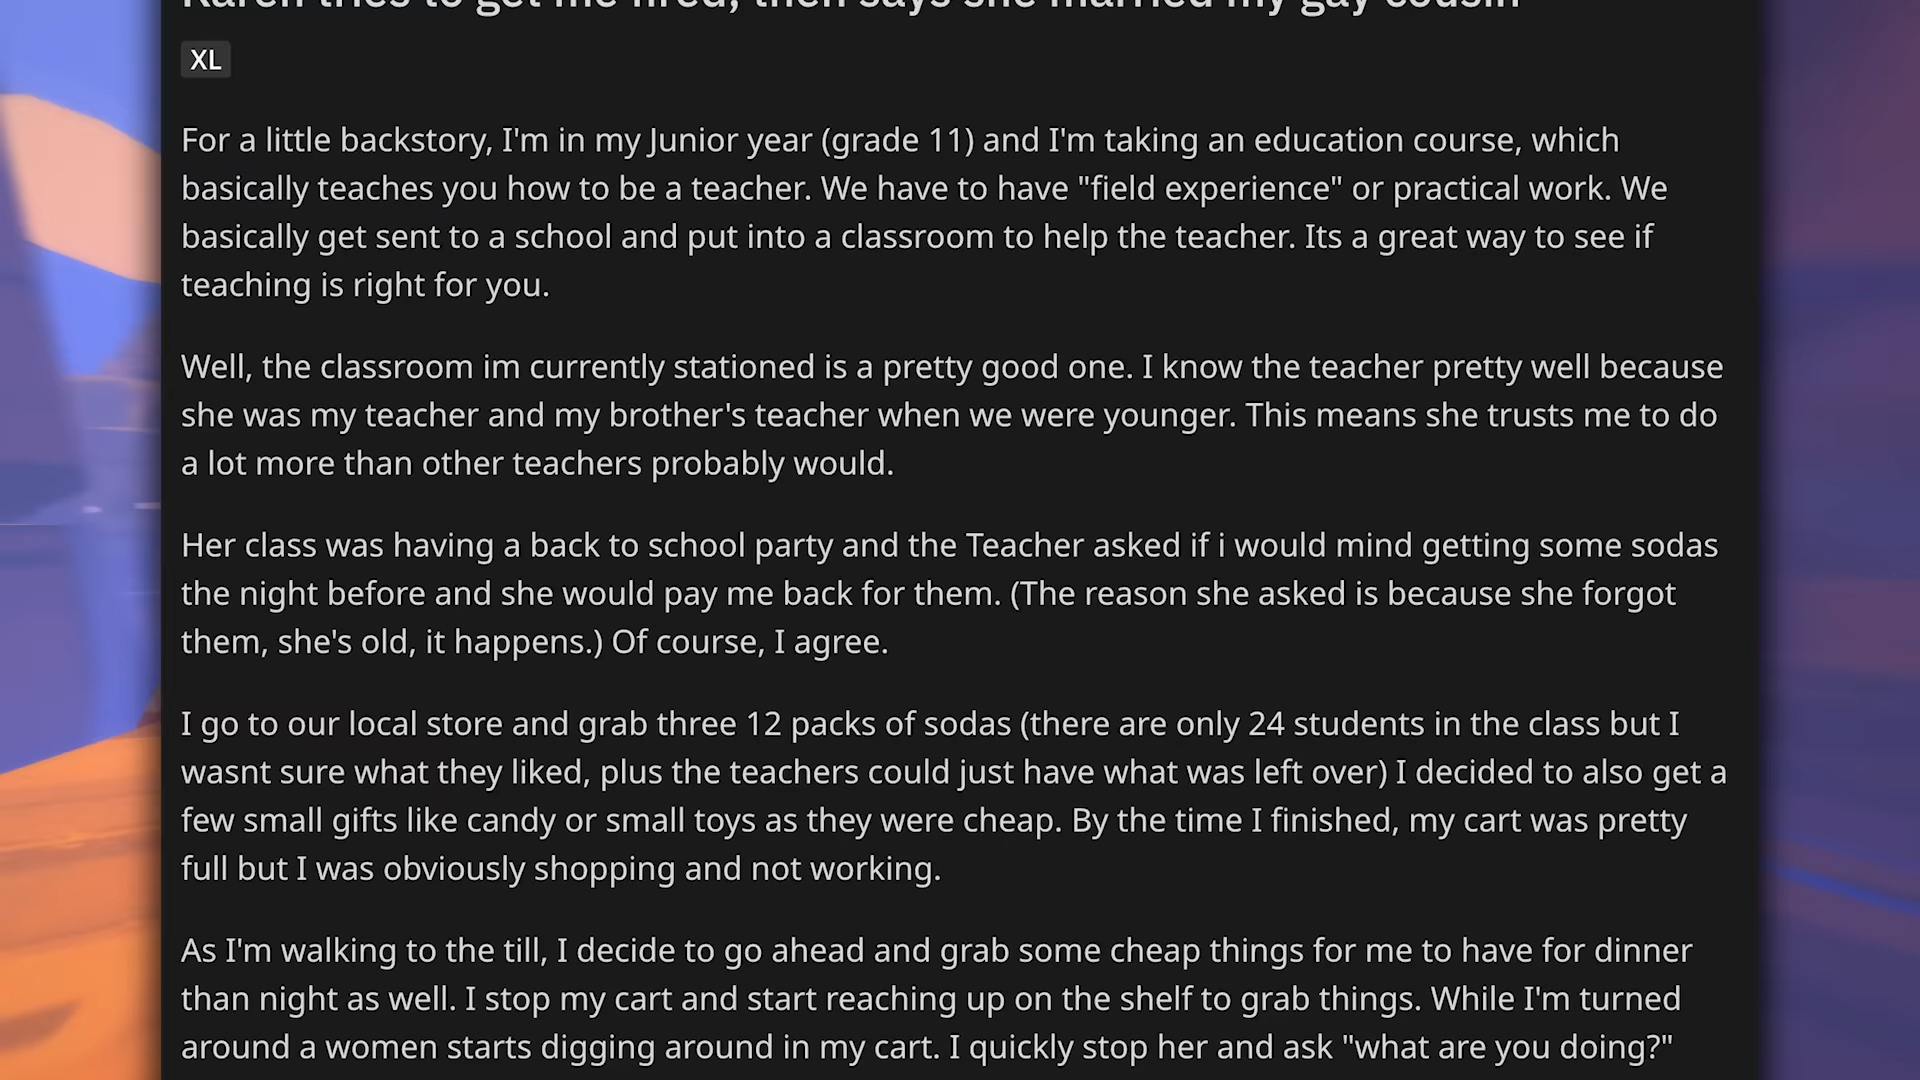 Karen tries to get me fired, then says she married my gay cousin
XL
For a little backstory, I'm in my Junior year (grade 11) and I'm taking an education course, which
basically teaches you how to be a teacher. We have to have "field experience" or practical work. We
basically get sent to a school and put into a classroom to help the teacher. Its a great way to see if
teaching is right for you.
Well, the classroom im currently stationed is a pretty good one. I know the teacher pretty well because
she was my teacher and my brother's teacher when we were younger. This means she trusts me to do
a lot more than other teachers probably would.
Her class was having a back to school party and the Teacher asked if i would mind getting some sodas
the night before and she would pay me back for them. (The reason she asked is because she forgot
them, she's old, it happens.) Of course, I agree.
I go to our local store and grab three 12 packs of sodas (there are only 24 students in the class but I
wasnt sure what they liked, plus the teachers could just have what was left over) I decided to also get a
few small gifts like candy or small toys as they were cheap. By the time I finished, my cart was pretty
full but I was obviously shopping and not working.
As I'm walking to the till, I decide to go ahead and grab some cheap things for me to have for dinner
than night as well. I stop my cart and start reaching up on the shelf to grab things. While I'm turned
around a women starts digging around in my cart. I quickly stop her and ask "what are you doing?"